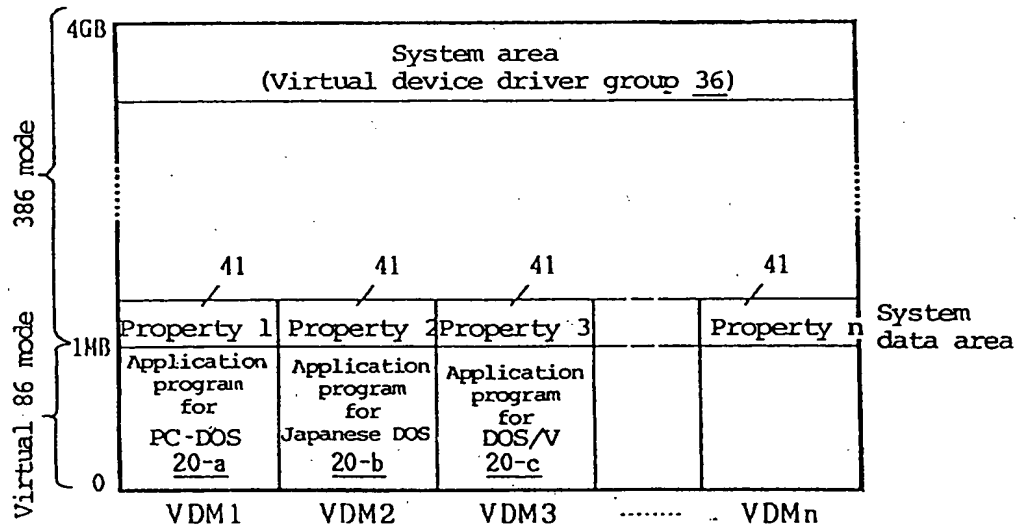 4GB
System area
(Virtual device driver group 36)
386 mode
41 41 41 41
Property 1 Property 2 Property 3 Property n
System
data area
1MB
Virtual 86 mode
Application
program
for
PC-DOS
20-a
Application
program
for
Japanese DOS
20-b
Application
program
for
DOS/V
20-c
0
VDM1 VDM2 VDM3 ........ VDMn